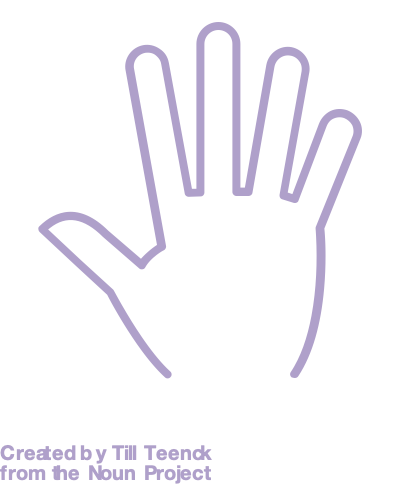 Created by Till Teenck
from the Noun Project